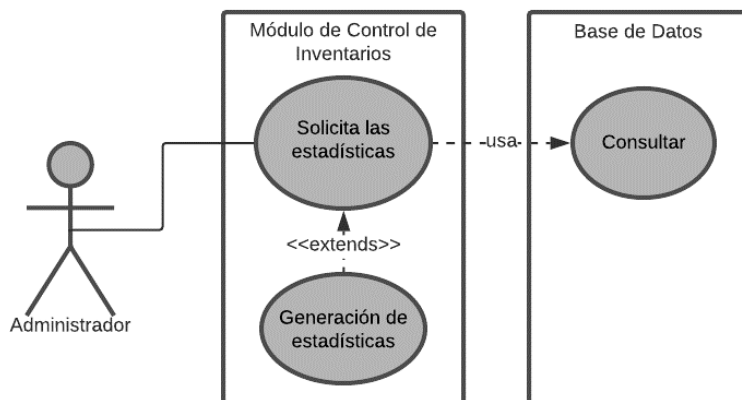 Módulo de Control de
Inventarios
Base de Datos
Solicita las
estadísticas
usa
Consultar
<<extends>>
Administrador
Generación de
estadísticas